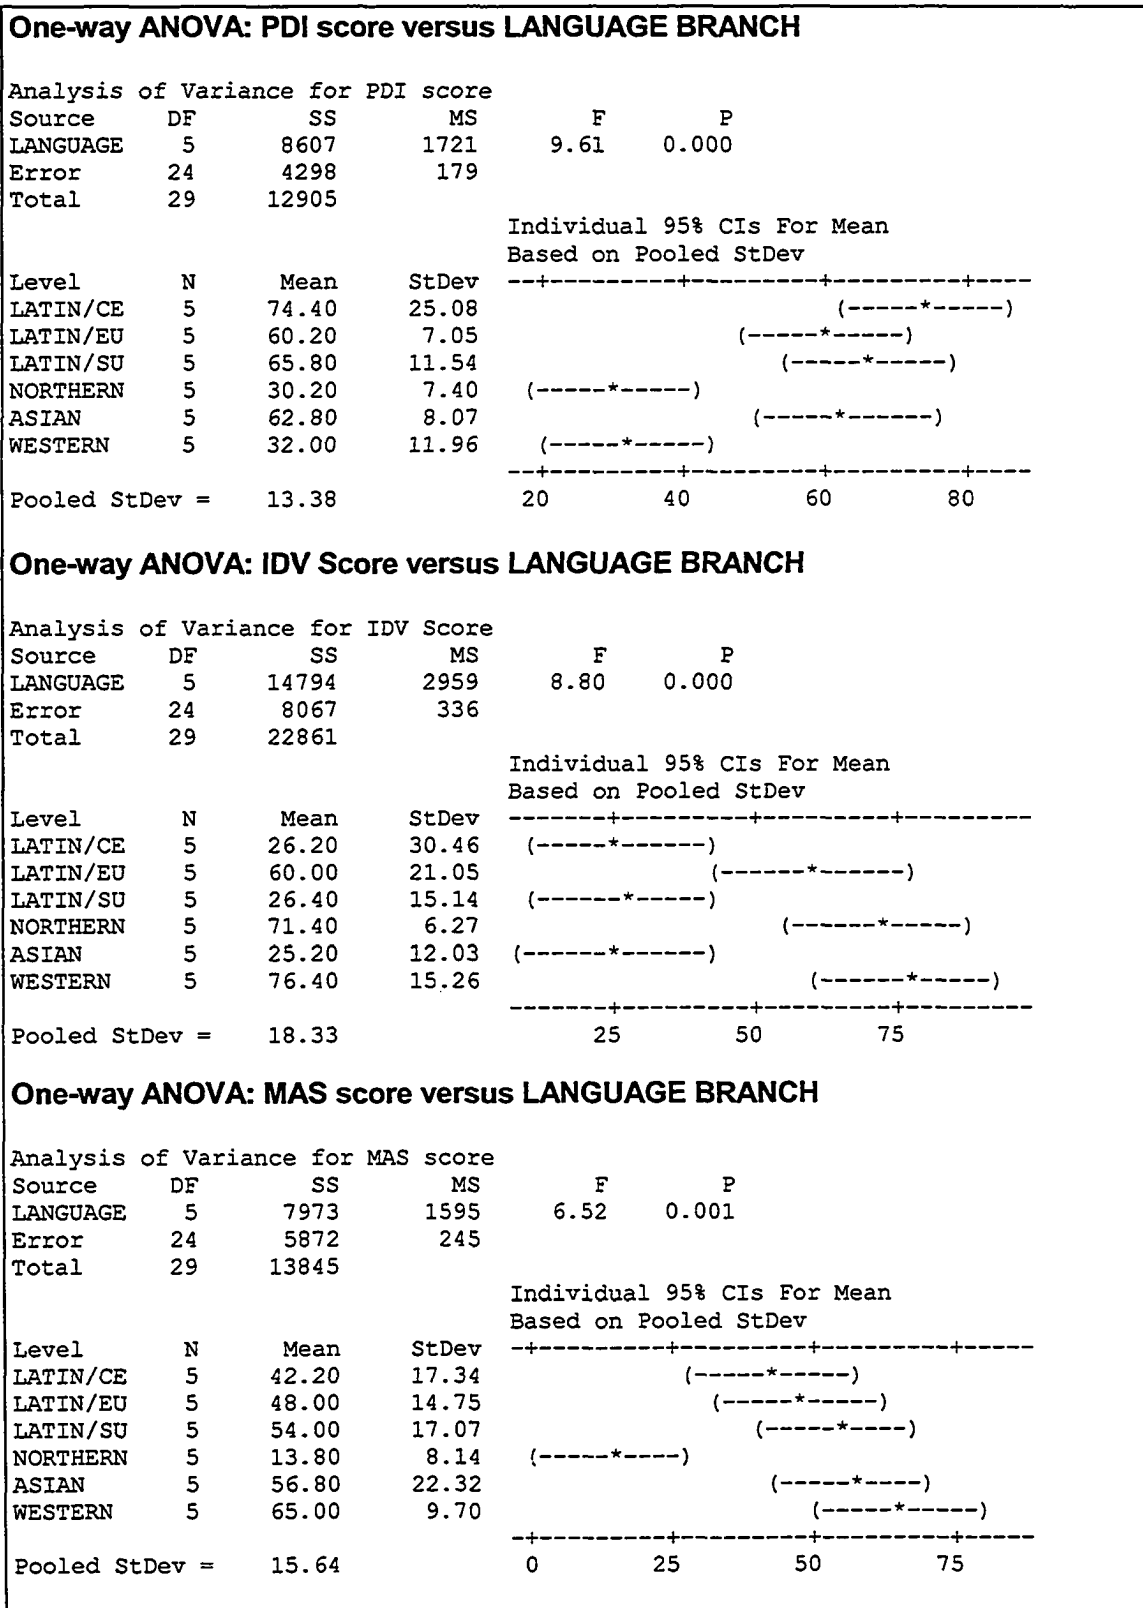 One-way ANOVA: PDI score versus LANGUAGE BRANCH
Analysis of Variance for PDI score
Source DF SS MS F P
LANGUAGE 5 8607 1721 9.61 0.000
Error 24 4298 179
Total 29 12905
Individual 95% CIs For Mean
Based on Pooled StDev
Level N Mean StDev --+---------+---------+---------+----
LATIN/CE 5 74.40 25.08 (-----*-----)
LATIN/EU 5 60.20 7.05 (-----*-----)
LATIN/SU 5 65.80 11.54 (-----*-----)
NORTHERN 5 30.20 7.40 (-----*-----)
ASIAN 5 62.80 8.07 (-----*------)
WESTERN 5 32.00 11.96 (-----*-----)
--+---------+---------+---------+----
Pooled StDev = 13.38 20 40 60 80
One-way ANOVA: IDV Score versus LANGUAGE BRANCH
Analysis of Variance for IDV Score
Source DF SS MS F P
LANGUAGE 5 14794 2959 8.80 0.000
Error 24 8067 336
Total 29 22861
Individual 95% CIs For Mean
Based on Pooled StDev
Level N Mean StDev -------+---------+---------+---------
LATIN/CE 5 26.20 30.46 (-----*------)
LATIN/EU 5 60.00 21.05 (------*------)
LATIN/SU 5 26.40 15.14 (------*-----)
NORTHERN 5 71.40 6.27 (------*-----)
ASIAN 5 25.20 12.03 (------*------)
WESTERN 5 76.40 15.26 (------*-----)
-------+---------+---------+---------
Pooled StDev = 18.33 25 50 75
One-way ANOVA: MAS score versus LANGUAGE BRANCH
Analysis of Variance for MAS score
Source DF SS MS F P
LANGUAGE 5 7973 1595 6.52 0.001
Error 24 5872 245
Total 29 13845
Individual 95% CIs For Mean
Based on Pooled StDev
Level N Mean StDev -+---------+---------+---------+-----
LATIN/CE 5 42.20 17.34 (-----*-----)
LATIN/EU 5 48.00 14.75 (-----*-----)
LATIN/SU 5 54.00 17.07 (-----*----)
NORTHERN 5 13.80 8.14 (-----*----)
ASIAN 5 56.80 22.32 (-----*----)
WESTERN 5 65.00 9.70 (-----*-----)
-+---------+---------+---------+-----
Pooled StDev = 15.64 0 25 50 75